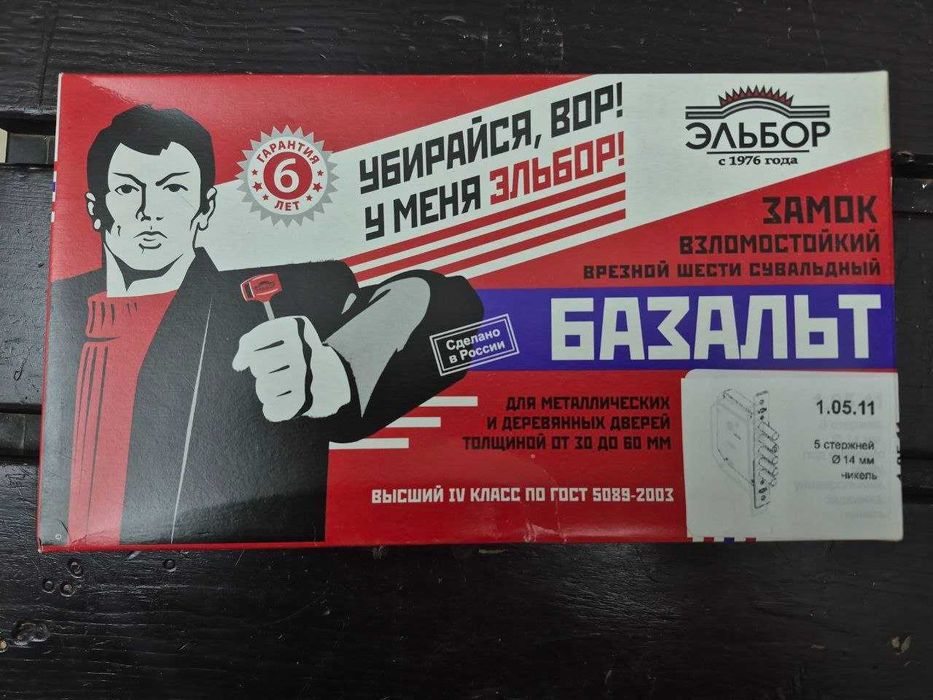 ГАРАНТИЯ
6
ЛЕТ
УБИРАЙСЯ, ВОР!
У МЕНЯ ЭЛЬБОР!
ЭЛЬБОР
с 1976 года
ЗАМОК
ВЗЛОМОСТОЙКИЙ
ВРЕЗНОЙ ШЕСТИ СУВАЛЬДНЫЙ
БАЗАЛЬТ
Сделано
в России
ДЛЯ МЕТАЛЛИЧЕСКИХ
И ДЕРЕВЯННЫХ ДВЕРЕЙ
ТОЛЩИНОЙ ОТ 30 ДО 60 ММ
ВЫСШИЙ IV КЛАСС ПО ГОСТ 5089-2003
1.05.11
5 стержней
Ø 14 мм
никель